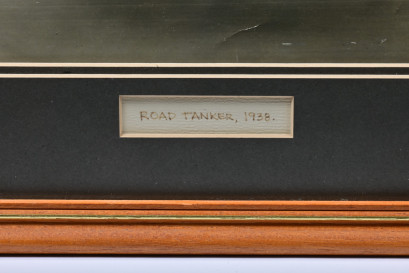 ROAD TANKER, 1938.